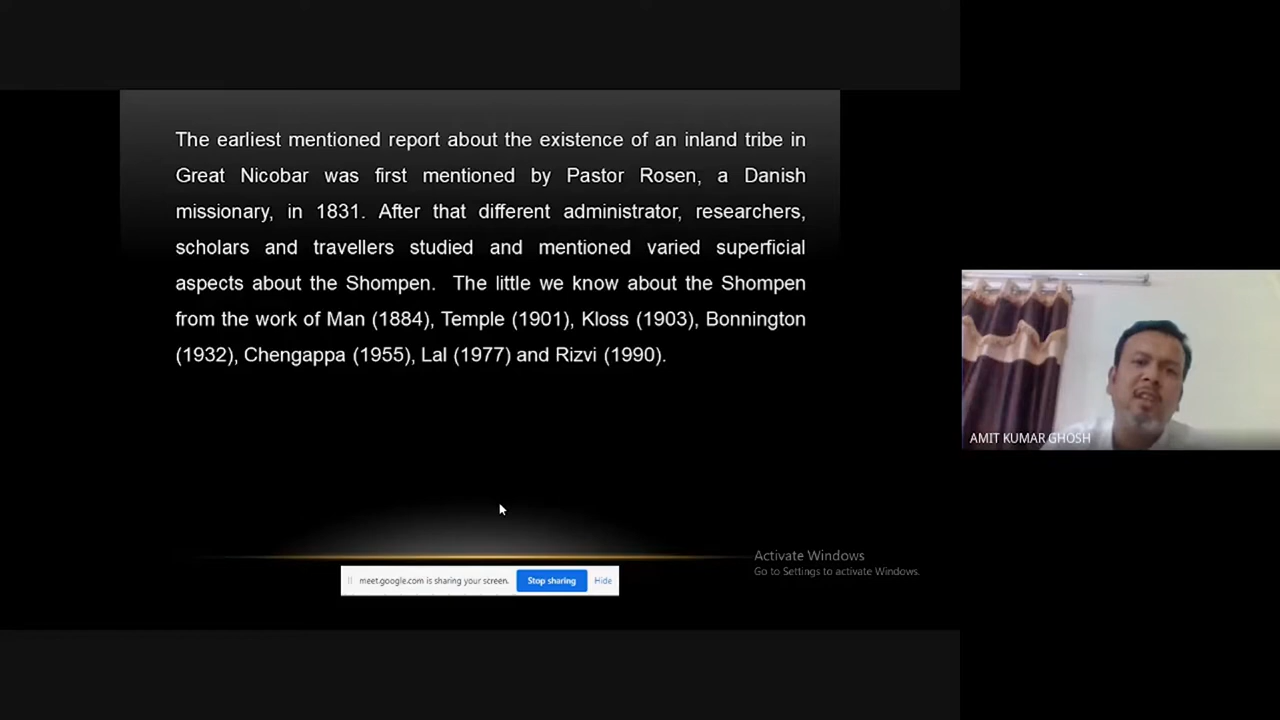 The earliest mentioned report about the existence of an inland tribe in
Great Nicobar was first mentioned by Pastor Rosen, a Danish
missionary, in 1831. After that different administrator, researchers,
scholars and travellers studied and mentioned varied superficial
aspects about the Shompen. The little we know about the Shompen
from the work of Man (1884), Temple (1901), Kloss (1903), Bonnington
(1932), Chengappa (1955), Lal (1977) and Rizvi (1990).
AMIT KUMAR GHOSH
Activate Windows
Go to Settings to activate Windows.
meet.google.com is sharing your screen. Stop sharing Hide